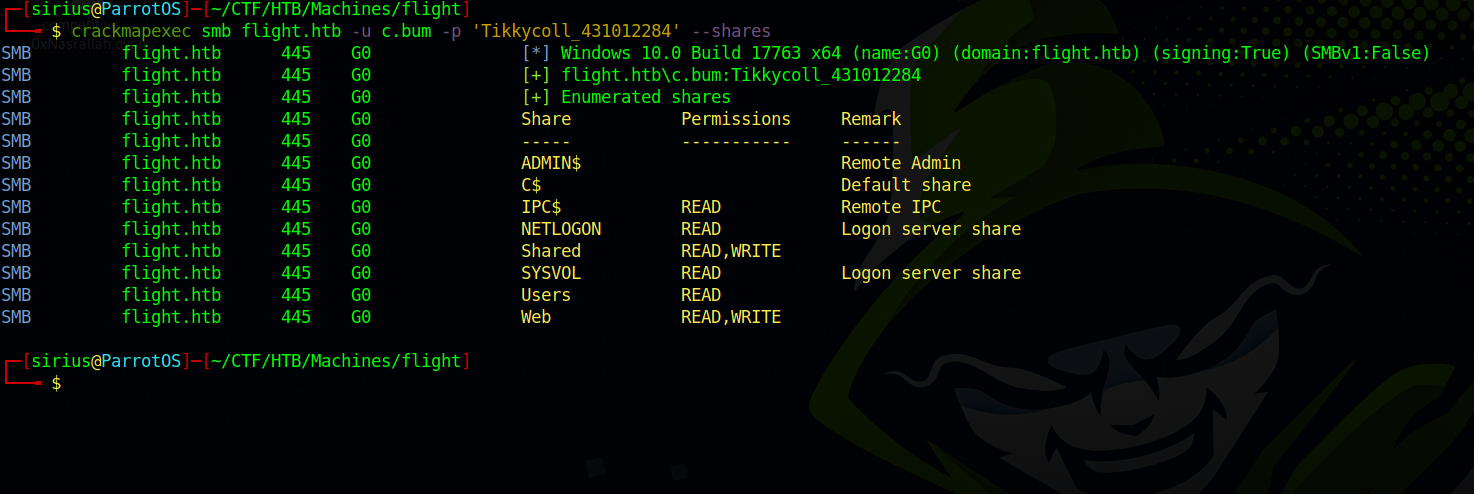 [sirius@ParrotOS]─[~/CTF/HTB/Machines/flight]
$ crackmapexec smb flight.htb -u c.bum -p 'Tikkycoll_431012284' --shares
SMB flight.htb 445 G0 [*] Windows 10.0 Build 17763 x64 (name:G0) (domain:flight.htb) (signing:True) (SMBv1:False)
SMB flight.htb 445 G0 [+] flight.htb\c.bum:Tikkycoll_431012284
SMB flight.htb 445 G0 [+] Enumerated shares
SMB flight.htb 445 G0 Share Permissions Remark
SMB flight.htb 445 G0 ----- ----------- ------
SMB flight.htb 445 G0 ADMIN$ Remote Admin
SMB flight.htb 445 G0 C$ Default share
SMB flight.htb 445 G0 IPC$ READ Remote IPC
SMB flight.htb 445 G0 NETLOGON READ Logon server share
SMB flight.htb 445 G0 Shared READ,WRITE
SMB flight.htb 445 G0 SYSVOL READ Logon server share
SMB flight.htb 445 G0 Users READ
SMB flight.htb 445 G0 Web READ,WRITE
[sirius@ParrotOS]─[~/CTF/HTB/Machines/flight]
$